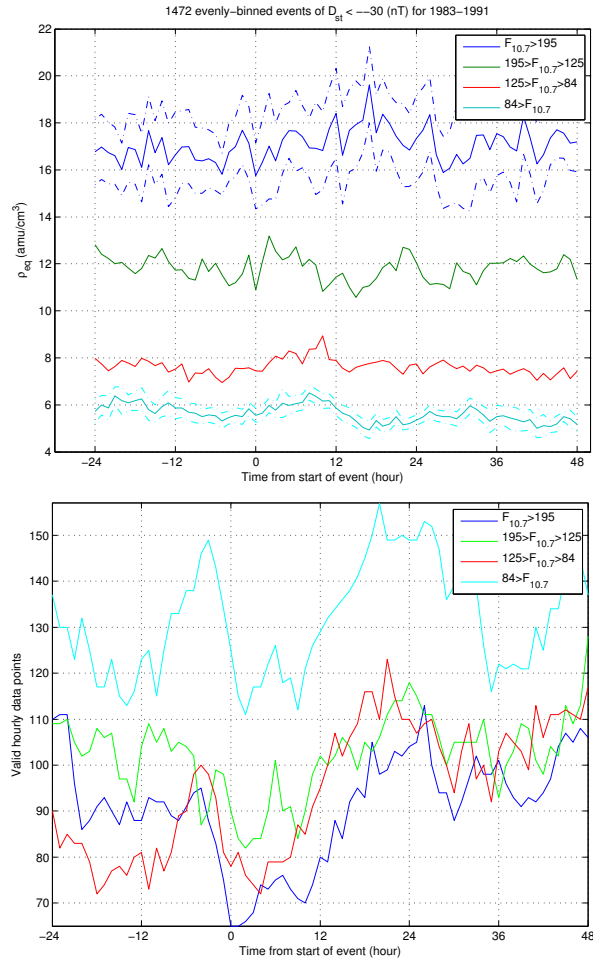 1472 evenly-binned events of D_st < −−30 (nT) for 1983-1991
F_10.7>195
195>F_10.7>125
125>F_10.7>84
84>F_10.7
22
20
18
16
14
12
10
8
6
4
ρ_eq (amu/cm^3)
−24 −12 0 12 24 36 48
Time from start of event (hour)
F_10.7>195
195>F_10.7>125
125>F_10.7>84
84>F_10.7
150
140
130
120
110
100
90
80
70
Valid hourly data points
−24 −12 0 12 24 36 48
Time from start of event (hour)